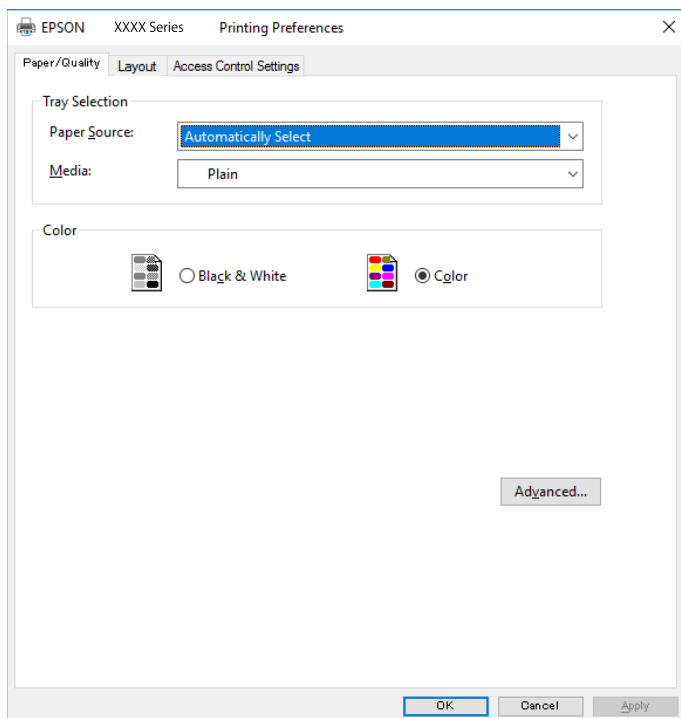 EPSON XXXX Series Printing Preferences
Paper/Quality Layout Access Control Settings
Tray Selection
Paper Source: Automatically Select
Media: Plain
Color
Black & White Color
Advanced...
OK Cancel Apply